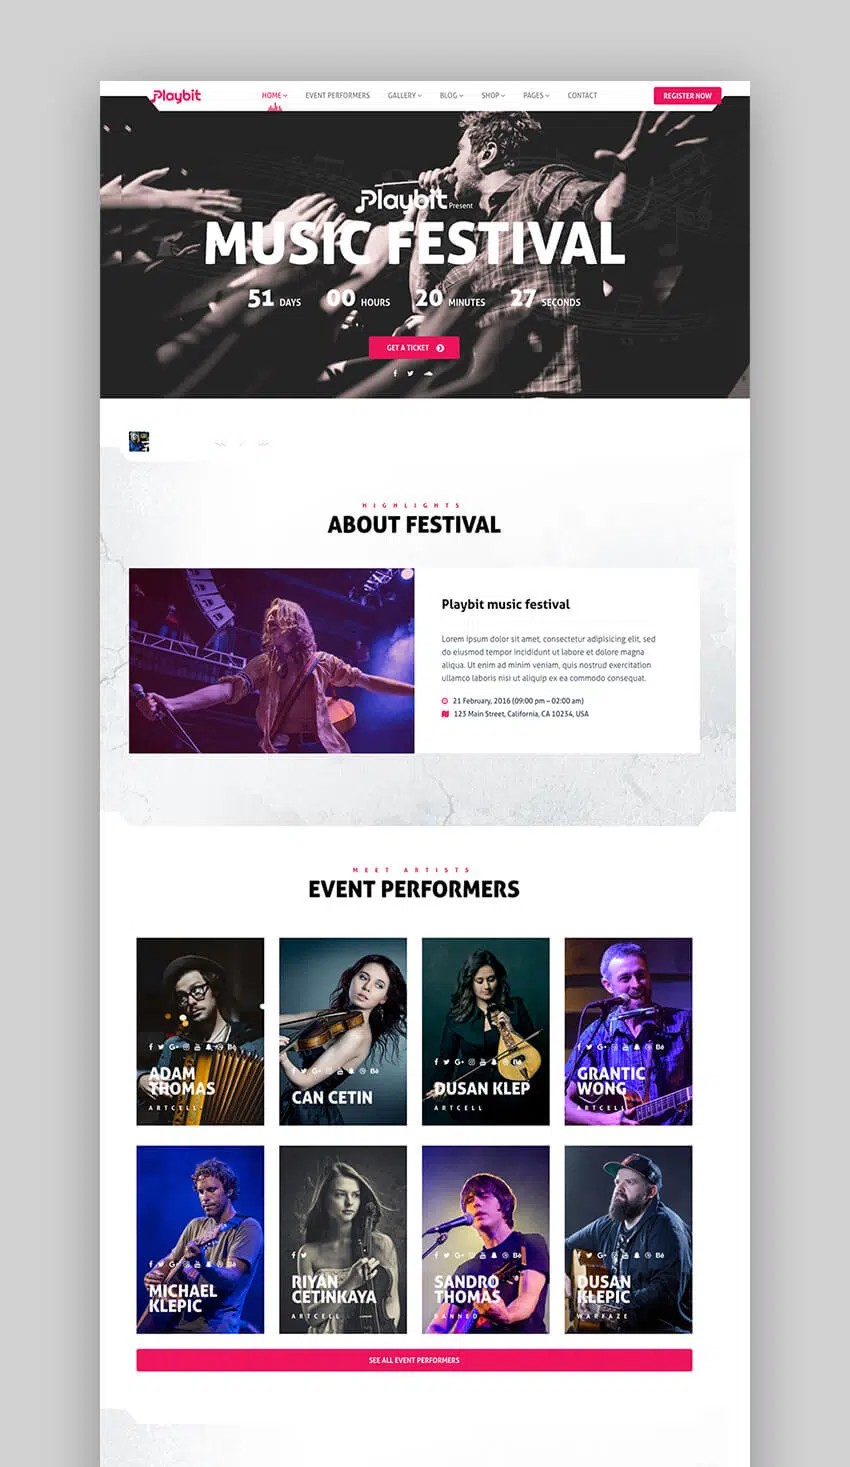 Playbit
HOME EVENT PERFORMERS GALLERY BLOG SHOP PAGES CONTACT
REGISTER NOW
Playbit Present
MUSIC FESTIVAL
51 DAYS 00 HOURS 20 MINUTES 27 SECONDS
GET A TICKET
HIGHLIGHTS
ABOUT FESTIVAL
Playbit music festival
Lorem ipsum dolor sit amet, consectetur adipisicing elit, sed
do eiusmod tempor incididunt ut labore et dolore magna
aliqua. Ut enim ad minim veniam, quis nostrud exercitation
ullamco laboris nisi ut aliquip ex ea commodo consequat.
21 February, 2016 (09:00 pm – 02:00 am)
123 Main Street, California, CA 10234, USA
MEET ARTISTS
EVENT PERFORMERS
ADAM
THOMAS
ARTCELL
CAN CETIN
DUSAN KLEP
ARTCELL
GRANTIC
WONG
ARTCELL
MICHAEL
KLEPIC
RIYAN
CETINKAYA
ARTCELL
SANDRO
THOMAS
BANNED
DUSAN
KLEPIC
WARFAZE
SEE ALL EVENT PERFORMERS